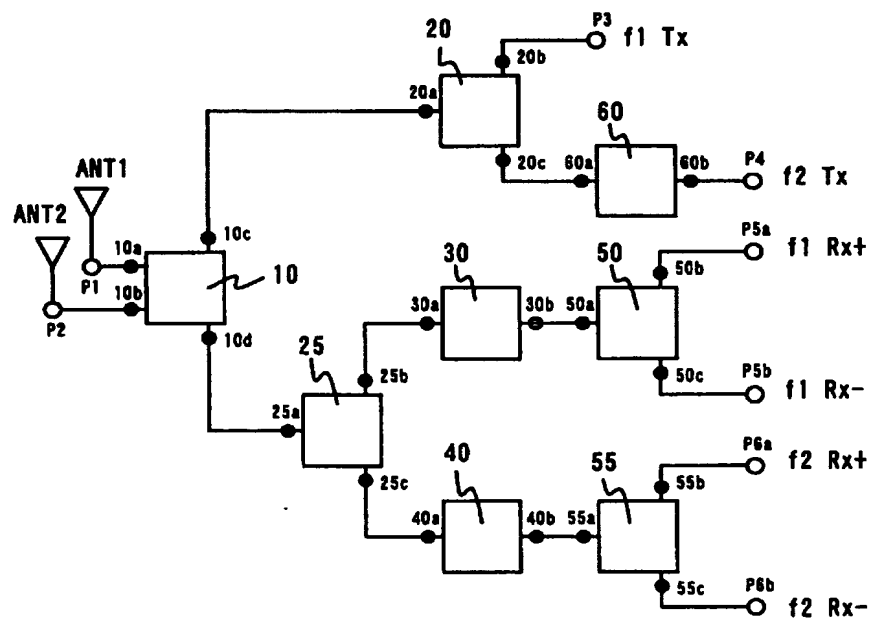 P3
f1 Tx
20
20b
20a
60
20c
60a
60b
P4
f2 Tx
ANT1
ANT2
10a
10c
P1
10b
10
P2
10d
P5a
f1 Rx+
30
50
50b
30a
30b
50a
25
25b
50c
P5b
f1 Rx-
25a
P6a
f2 Rx+
25c
40
55
55b
40a
40b
55a
55c
P6b
f2 Rx-